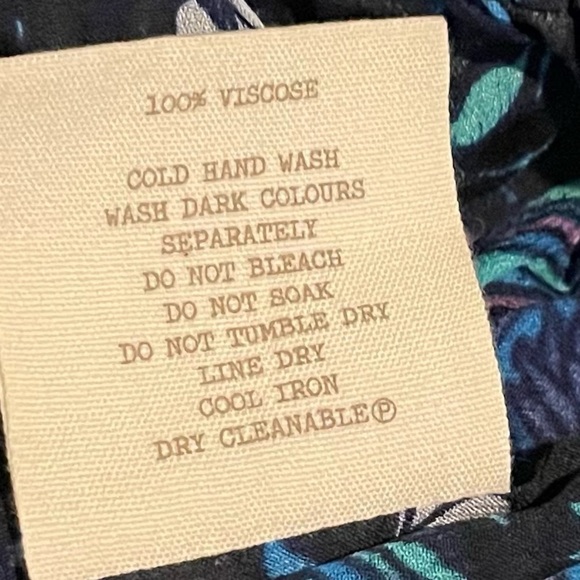 100% VISCOSE
COLD HAND WASH
WASH DARK COLOURS
SEPARATELY
DO NOT BLEACH
DO NOT SOAK
DO NOT TUMBLE DRY
LINE DRY
COOL IRON
DRY CLEANABLEⓅ